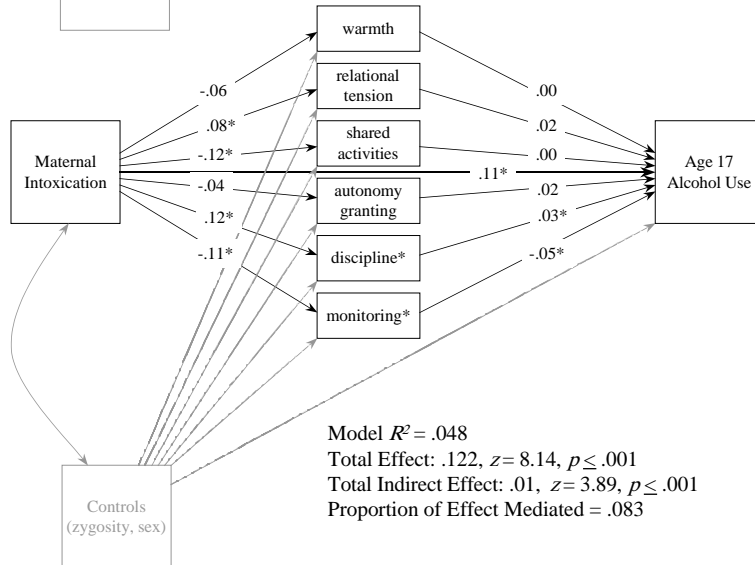 warmth
-.06
.00
relational
tension
.08*
.02
Maternal
Intoxication
shared
activities
-.12*
.00
Age 17
Alcohol Use
.11*
-.04
autonomy
granting
.02
.12*
discipline*
.03*
-.11*
monitoring*
-.05*
Model R² = .048
Total Effect: .122, z = 8.14, p ≤ .001
Total Indirect Effect: .01, z = 3.89, p ≤ .001
Proportion of Effect Mediated = .083
Controls
(zygosity, sex)